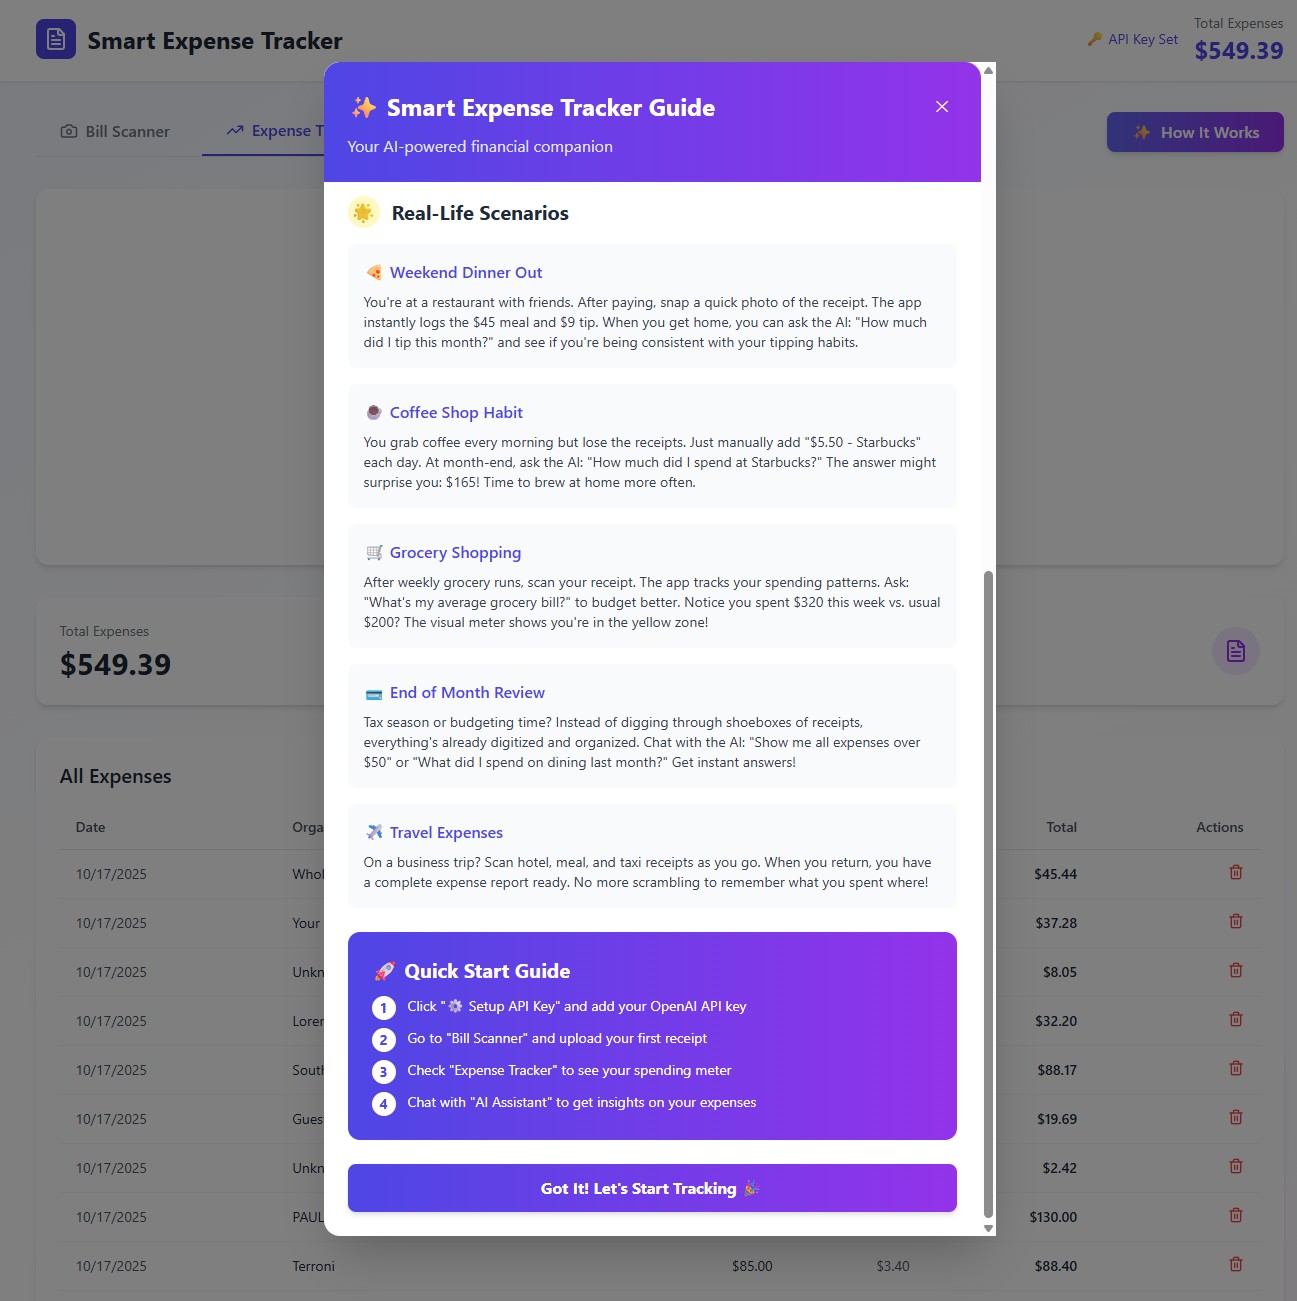 Smart Expense Tracker
API Key Set
Total Expenses
$549.39
Bill Scanner
Expense T
How It Works
Smart Expense Tracker Guide
Your AI-powered financial companion
Real-Life Scenarios
Weekend Dinner Out
You're at a restaurant with friends. After paying, snap a quick photo of the receipt. The app
instantly logs the $45 meal and $9 tip. When you get home, you can ask the AI: "How much
did I tip this month?" and see if you're being consistent with your tipping habits.
Coffee Shop Habit
You grab coffee every morning but lose the receipts. Just manually add "$5.50 - Starbucks"
each day. At month-end, ask the AI: "How much did I spend at Starbucks?" The answer might
surprise you: $165! Time to brew at home more often.
Grocery Shopping
After weekly grocery runs, scan your receipt. The app tracks your spending patterns. Ask:
"What's my average grocery bill?" to budget better. Notice you spent $320 this week vs. usual
$200? The visual meter shows you're in the yellow zone!
End of Month Review
Tax season or budgeting time? Instead of digging through shoeboxes of receipts,
everything's already digitized and organized. Chat with the AI: "Show me all expenses over
$50" or "What did I spend on dining last month?" Get instant answers!
Travel Expenses
On a business trip? Scan hotel, meal, and taxi receipts as you go. When you return, you have
a complete expense report ready. No more scrambling to remember what you spent where!
Quick Start Guide
1 Click "⚙️ Setup API Key" and add your OpenAI API key
2 Go to "Bill Scanner" and upload your first receipt
3 Check "Expense Tracker" to see your spending meter
4 Chat with "AI Assistant" to get insights on your expenses
Got It! Let's Start Tracking 🎉
Total Expenses
$549.39
All Expenses
Date Orga Total Actions
10/17/2025 Whol $45.44
10/17/2025 Your $37.28
10/17/2025 Unkn $8.05
10/17/2025 Lorer $32.20
10/17/2025 South $88.17
10/17/2025 Gues $19.69
10/17/2025 Unkn $2.42
10/17/2025 PAUL $130.00
10/17/2025 Terroni $85.00 $3.40 $88.40